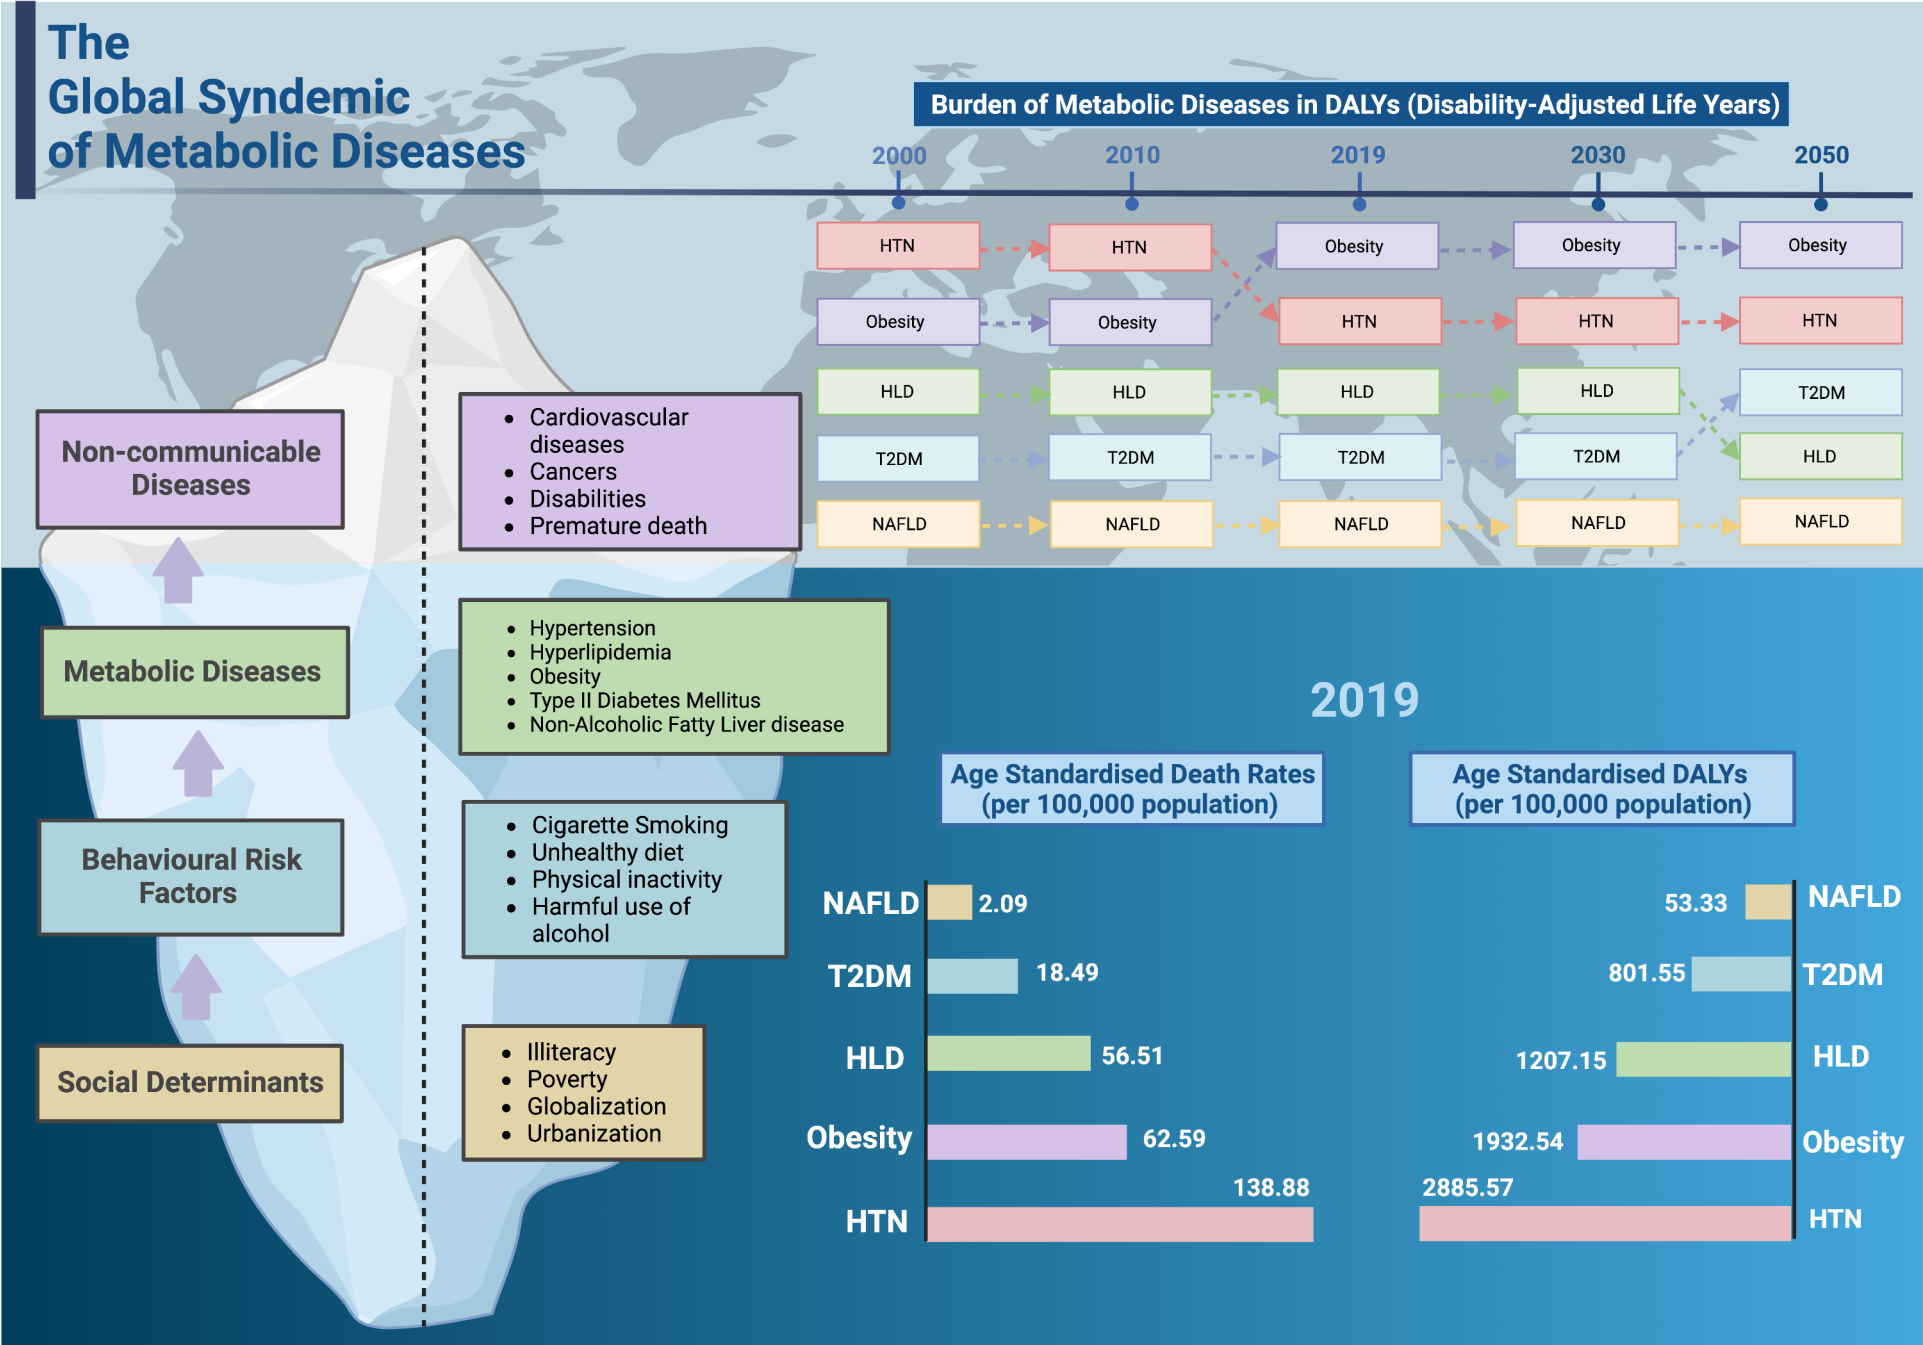 The
Global Syndemic
of Metabolic Diseases
Burden of Metabolic Diseases in DALYs (Disability-Adjusted Life Years)
2000 2010 2019 2030 2050
HTN HTN Obesity Obesity Obesity
Obesity Obesity HTN HTN HTN
HLD HLD HLD HLD T2DM
T2DM T2DM T2DM T2DM HLD
NAFLD NAFLD NAFLD NAFLD NAFLD
Non-communicable
Diseases
• Cardiovascular
diseases
• Cancers
• Disabilities
• Premature death
Metabolic Diseases
• Hypertension
• Hyperlipidemia
• Obesity
• Type II Diabetes Mellitus
• Non-Alcoholic Fatty Liver disease
Behavioural Risk
Factors
• Cigarette Smoking
• Unhealthy diet
• Physical inactivity
• Harmful use of
alcohol
Social Determinants
• Illiteracy
• Poverty
• Globalization
• Urbanization
2019
Age Standardised Death Rates
(per 100,000 population)
NAFLD 2.09
T2DM 18.49
HLD 56.51
Obesity 62.59
138.88
HTN
Age Standardised DALYs
(per 100,000 population)
53.33 NAFLD
801.55 T2DM
1207.15 HLD
1932.54 Obesity
2885.57
HTN